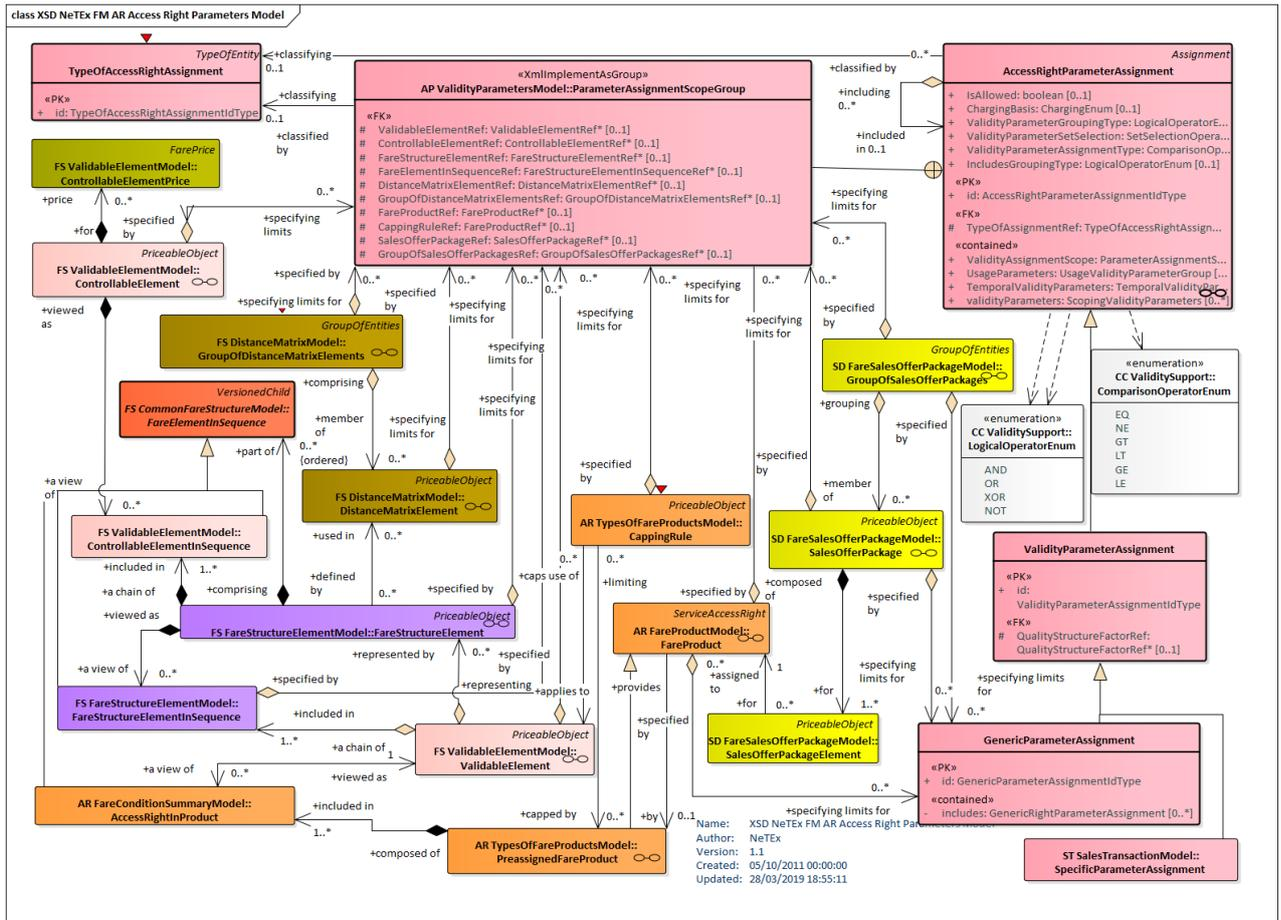 class XSD NeTEx FM AR Access Right Parameters Model
TypeOfEntity
TypeOfAccessRightAssignment
«PK»
+ id: TypeOfAccessRightAssignmentIdType
+classifying
0..1
+classifying
0..1
+classified
by
0..*
+classified by
+including
0..*
+included
in 0..1
«XmlImplementAsGroup»
AP ValidityParametersModel::ParameterAssignmentScopeGroup
«FK»
# ValidableElementRef: ValidableElementRef* [0..1]
# ControllableElementRef: ControllableElementRef* [0..1]
# FareStructureElementRef: FareStructureElementRef* [0..1]
# FareElementInSequenceRef: FareElementInSequenceRef* [0..1]
# DistanceMatrixElementRef: DistanceMatrixElementRef* [0..1]
# GroupOfDistanceMatrixElementsRef: GroupOfDistanceMatrixElementsRef* [0..1]
# FareProductRef: FareProductRef* [0..1]
# CappingRuleRef: FareProductRef* [0..1]
# SalesOfferPackageRef: SalesOfferPackageRef* [0..1]
# GroupOfSalesOfferPackagesRef: GroupOfSalesOfferPackagesRef* [0..1]
Assignment
AccessRightParameterAssignment
+ IsAllowed: boolean [0..1]
+ ChargingBasis: ChargingEnum [0..1]
+ ValidityParameterGroupingType: LogicalOperatorE...
+ ValidityParameterSetSelection: SetSelectionOpera...
+ ValidityParameterAssignmentType: ComparisonOp...
+ IncludesGroupingType: LogicalOperatorEnum [0..1]
«PK»
+ id: AccessRightParameterAssignmentIdType
«FK»
# TypeOfAssignmentRef: TypeOfAccessRightAssign...
«contained»
+ ValidityAssignmentScope: ParameterAssignmentS...
+ UsageParameters: UsageValidityParameterGroup [...
+ TemporalValidityParameters: TemporalValidityPar...
+ validityParameters: ScopingValidityParameters [0..*]
FarePrice
FS ValidableElementModel::
ControllableElementPrice
+price
0..*
+for
+specified
by
0..*
+specifying
limits
PriceableObject
FS ValidableElementModel::
ControllableElement
+viewed
as
+specified by
0..*
+specifying limits for
+specified
by
0..*
+specifying
limits for
0..*
0..*
0..*
+specifying
limits for
0..*
+specifying
limits for
0..*
+specifying
limits for
0..*
+specified
by
GroupOfEntities
FS DistanceMatrixModel::
GroupOfDistanceMatrixElements
+specifying
limits for
+specifying
limits for
GroupOfEntities
SD FareSalesOfferPackageModel::
GroupOfSalesOfferPackages
«enumeration»
CC ValiditySupport::
ComparisonOperatorEnum
EQ
NE
GT
LT
GE
LE
«enumeration»
CC ValiditySupport::
LogicalOperatorEnum
AND
OR
XOR
NOT
VersionedChild
FS CommonFareStructureModel::
FareElementInSequence
+comprising
+member
of
0..*
{ordered}
0..*
+specifying
limits for
+part of
+grouping
+specified
by
+member
of
0..*
+specified
by
+specified
by
+a view
of
0..*
PriceableObject
FS DistanceMatrixModel::
DistanceMatrixElement
PriceableObject
AR TypesOfFareProductsModel::
CappingRule
PriceableObject
SD FareSalesOfferPackageModel::
SalesOfferPackage
FS ValidableElementModel::
ControllableElementInSequence
+used in
0..*
+included in
1..*
+a chain of
+comprising
+defined
by
0..*
+specified by
+caps use of
0..*
0..*
+limiting
+specified by
+composed
of
+specified
by
ValidityParameterAssignment
«PK»
+ id:
ValidityParameterAssignmentIdType
«FK»
# QualityStructureFactorRef:
QualityStructureFactorRef* [0..1]
+viewed as
PriceableObject
FS FareStructureElementModel::FareStructureElement
ServiceAccessRight
AR FareProductModel::
FareProduct
+represented by
0..*
+specified
by
+a view of
0..*
+specified by
+representing
+applies to
+provides
0..*
+assigned
to
1
+for
0..*
+for
+specifying
limits for
1..*
+specifying limits
for
0..*
0..*
FS FareStructureElementModel::
FareStructureElementInSequence
+included in
1..*
+a chain of
1
+viewed as
PriceableObject
FS ValidableElementModel::
ValidableElement
+specified
by
PriceableObject
SD FareSalesOfferPackageModel::
SalesOfferPackageElement
GenericParameterAssignment
«PK»
+ id: GenericParameterAssignmentIdType
«contained»
- includes: GenericRightParameterAssignment [0..*]
+a view of
0..*
AR FareConditionSummaryModel::
AccessRightInProduct
+included in
1..*
+composed of
+capped by
0..*
+by
0..1
0..*
+specifying limits for
AR TypesOfFareProductsModel::
PreassignedFareProduct
Name: XSD NeTEx FM AR Access Right Parameters Model
Author: NeTEx
Version: 1.1
Created: 05/10/2011 00:00:00
Updated: 28/03/2019 18:55:11
ST SalesTransactionModel::
SpecificParameterAssignment